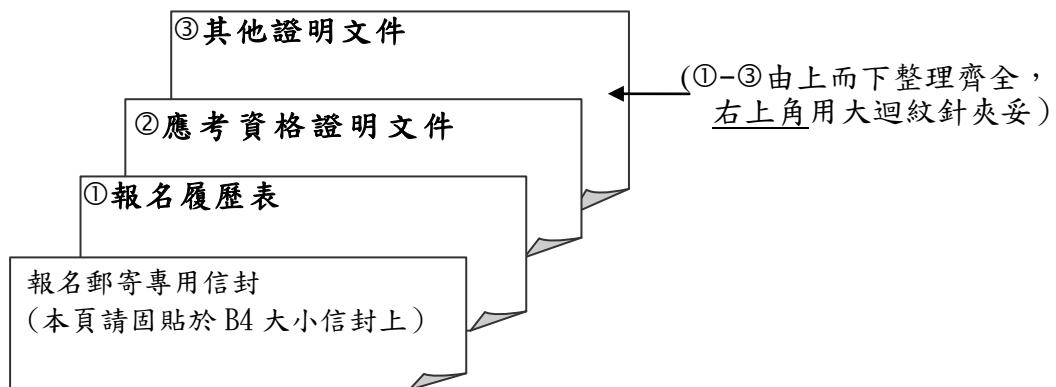 ③其他證明文件
(①-③由上而下整理齊全，
右上角用大迴紋針夾妥)
②應考資格證明文件
①報名履歷表
報名郵寄專用信封
(本頁請固貼於 B4 大小信封上)